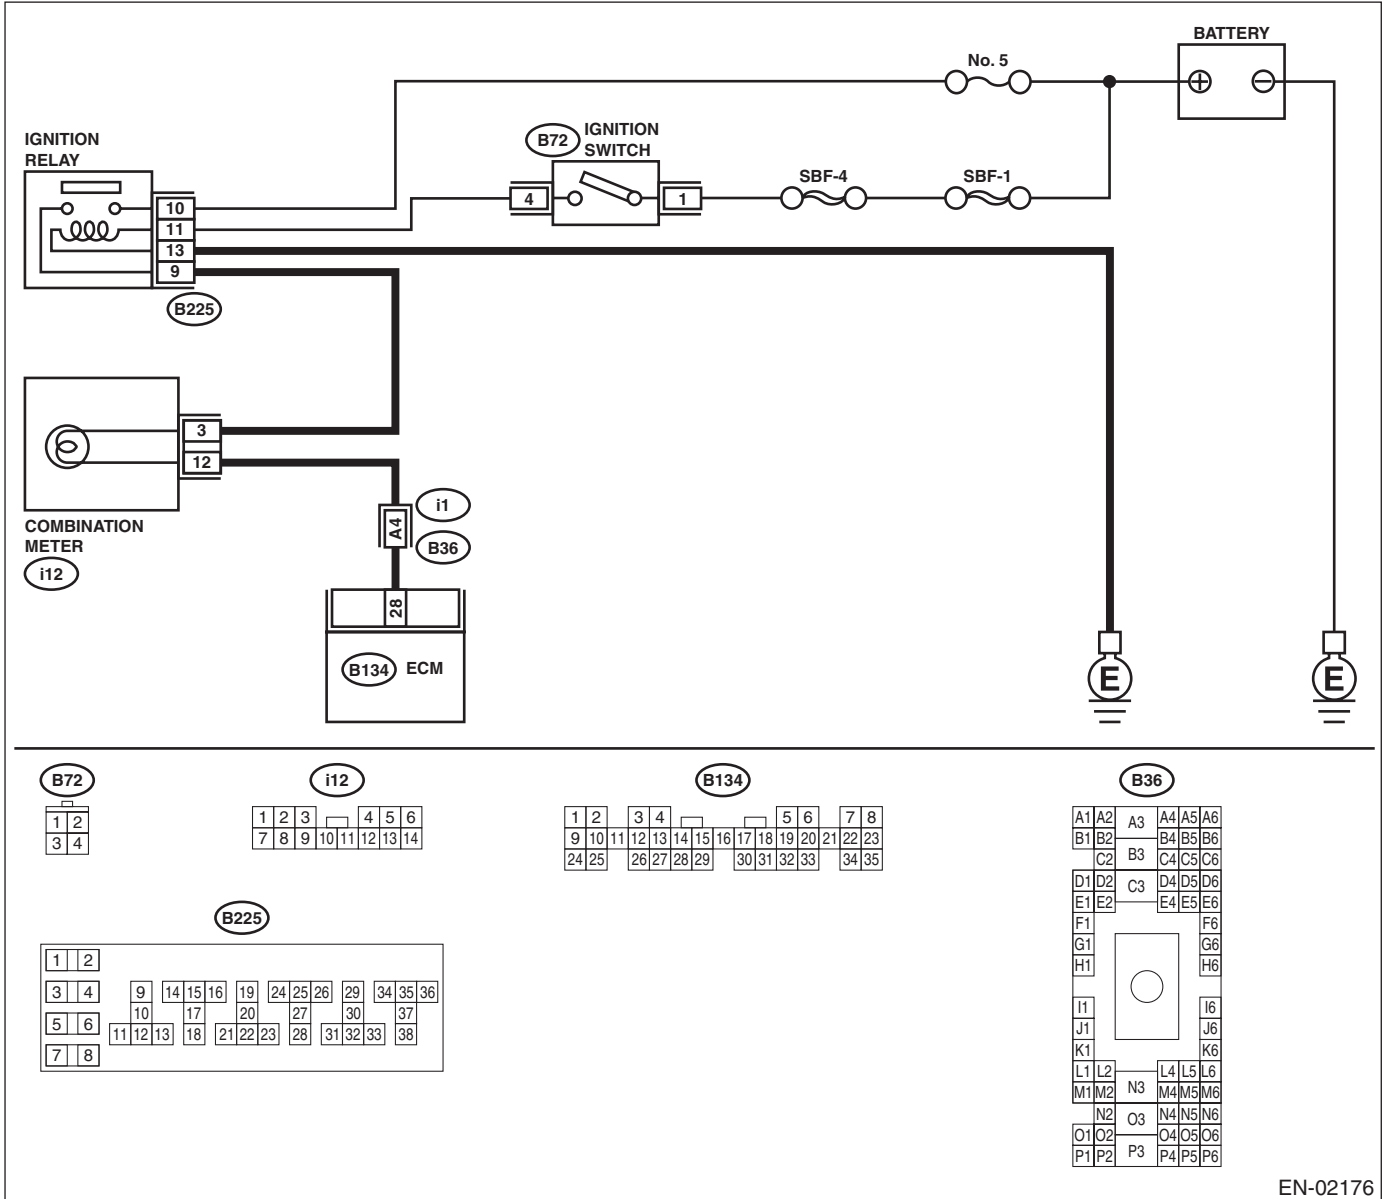 BATTERY
No. 5
IGNITION
RELAY
B72
IGNITION
SWITCH
SBF-4
SBF-1
4
1
10
11
13
9
B225
3
12
COMBINATION
METER
i12
i1
A4
B36
28
B134
ECM
E
E
B72
i12
B134
B36
1 2
3 4
1 2 3 4 5 6
7 8 9 10 11 12 13 14
1 2 3 4 5 6 7 8
9 10 11 12 13 14 15 16 17 18 19 20 21 22 23
24 25 26 27 28 29 30 31 32 33 34 35
A1 A2 A3 A4 A5 A6
B1 B2 B4 B5 B6
B3
C2 C4 C5 C6
D1 D2 C3 D4 D5 D6
E1 E2 E4 E5 E6
F1 F6
G1 G6
H1 H6
I1 I6
J1 J6
K1 K6
L1 L2 L4 L5 L6
N3
M1 M2 M4 M5 M6
N2 O3 N4 N5 N6
O1 O2 O4 O5 O6
P1 P2 P3 P4 P5 P6
B225
1 2
3 4 9 14 15 16 19 24 25 26 29 34 35 36
10 17 20 27 30 37
5 6
11 12 13 18 21 22 23 28 31 32 33 38
7 8
EN-02176